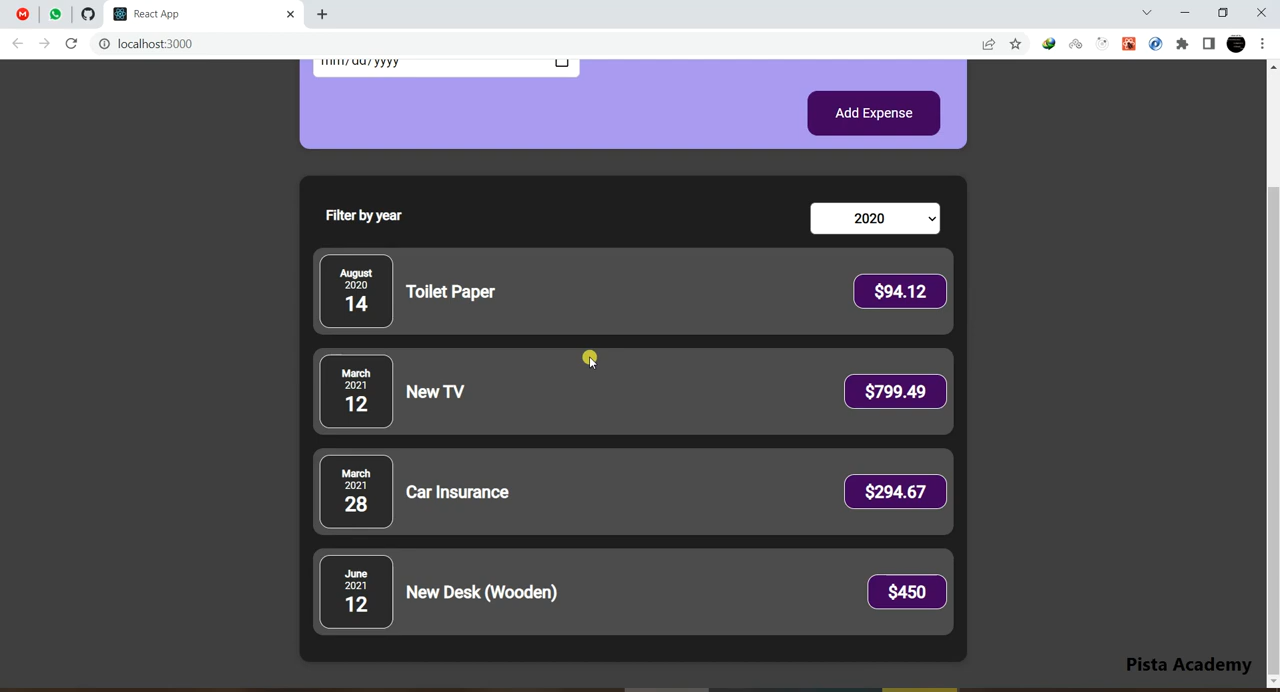 React App
localhost:3000
mm/dd/yyyy
Add Expense
Filter by year
2020
August
2020
14
Toilet Paper
$94.12
March
2021
12
New TV
$799.49
March
2021
28
Car Insurance
$294.67
June
2021
12
New Desk (Wooden)
$450
Pista Academy